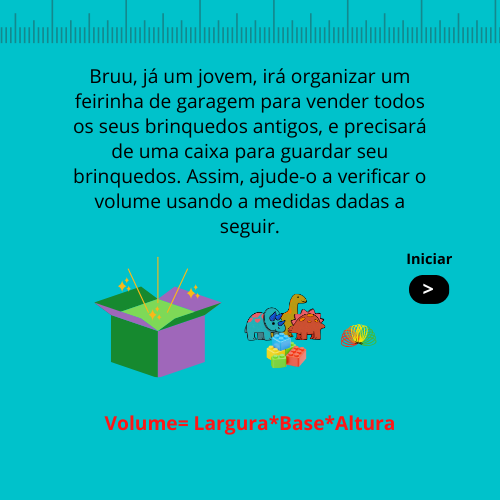 Bruu, já um jovem, irá organizar um
feirinha de garagem para vender todos
os seus brinquedos antigos, e precisará
de uma caixa para guardar seu
brinquedos. Assim, ajude-o a verificar o
volume usando a medidas dadas a
seguir.
Iniciar
>
Volume= Largura*Base*Altura